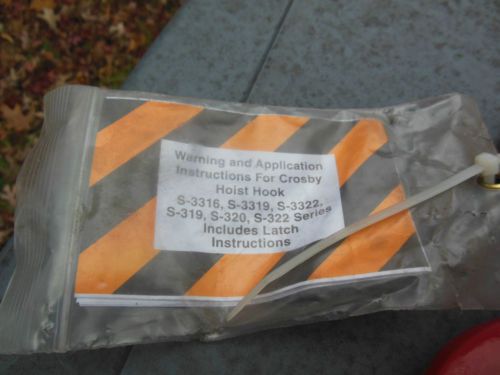 Warning and Application
Instructions For Crosby
Hoist Hook
S-3316, S-3319, S-3322,
S-319, S-320, S-322 Series
Includes Latch
Instructions